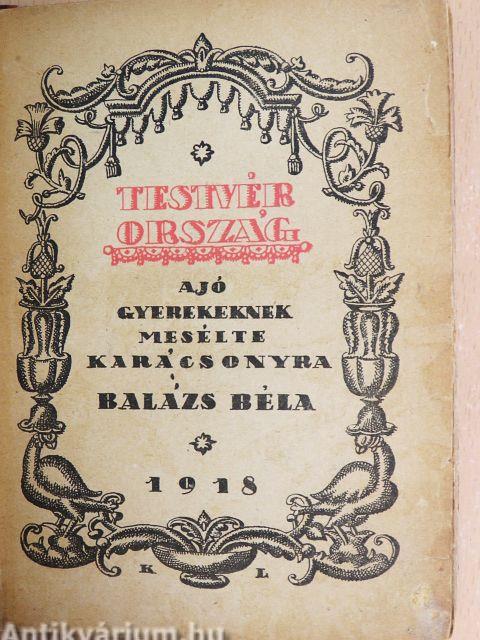 TESTVÉR
ORSZÁG
A JÓ
GYEREKEKNEK
MESÉLTE
KARÁCSONYRA
BALÁZS BÉLA
1918
K L
Antikvárium.hu